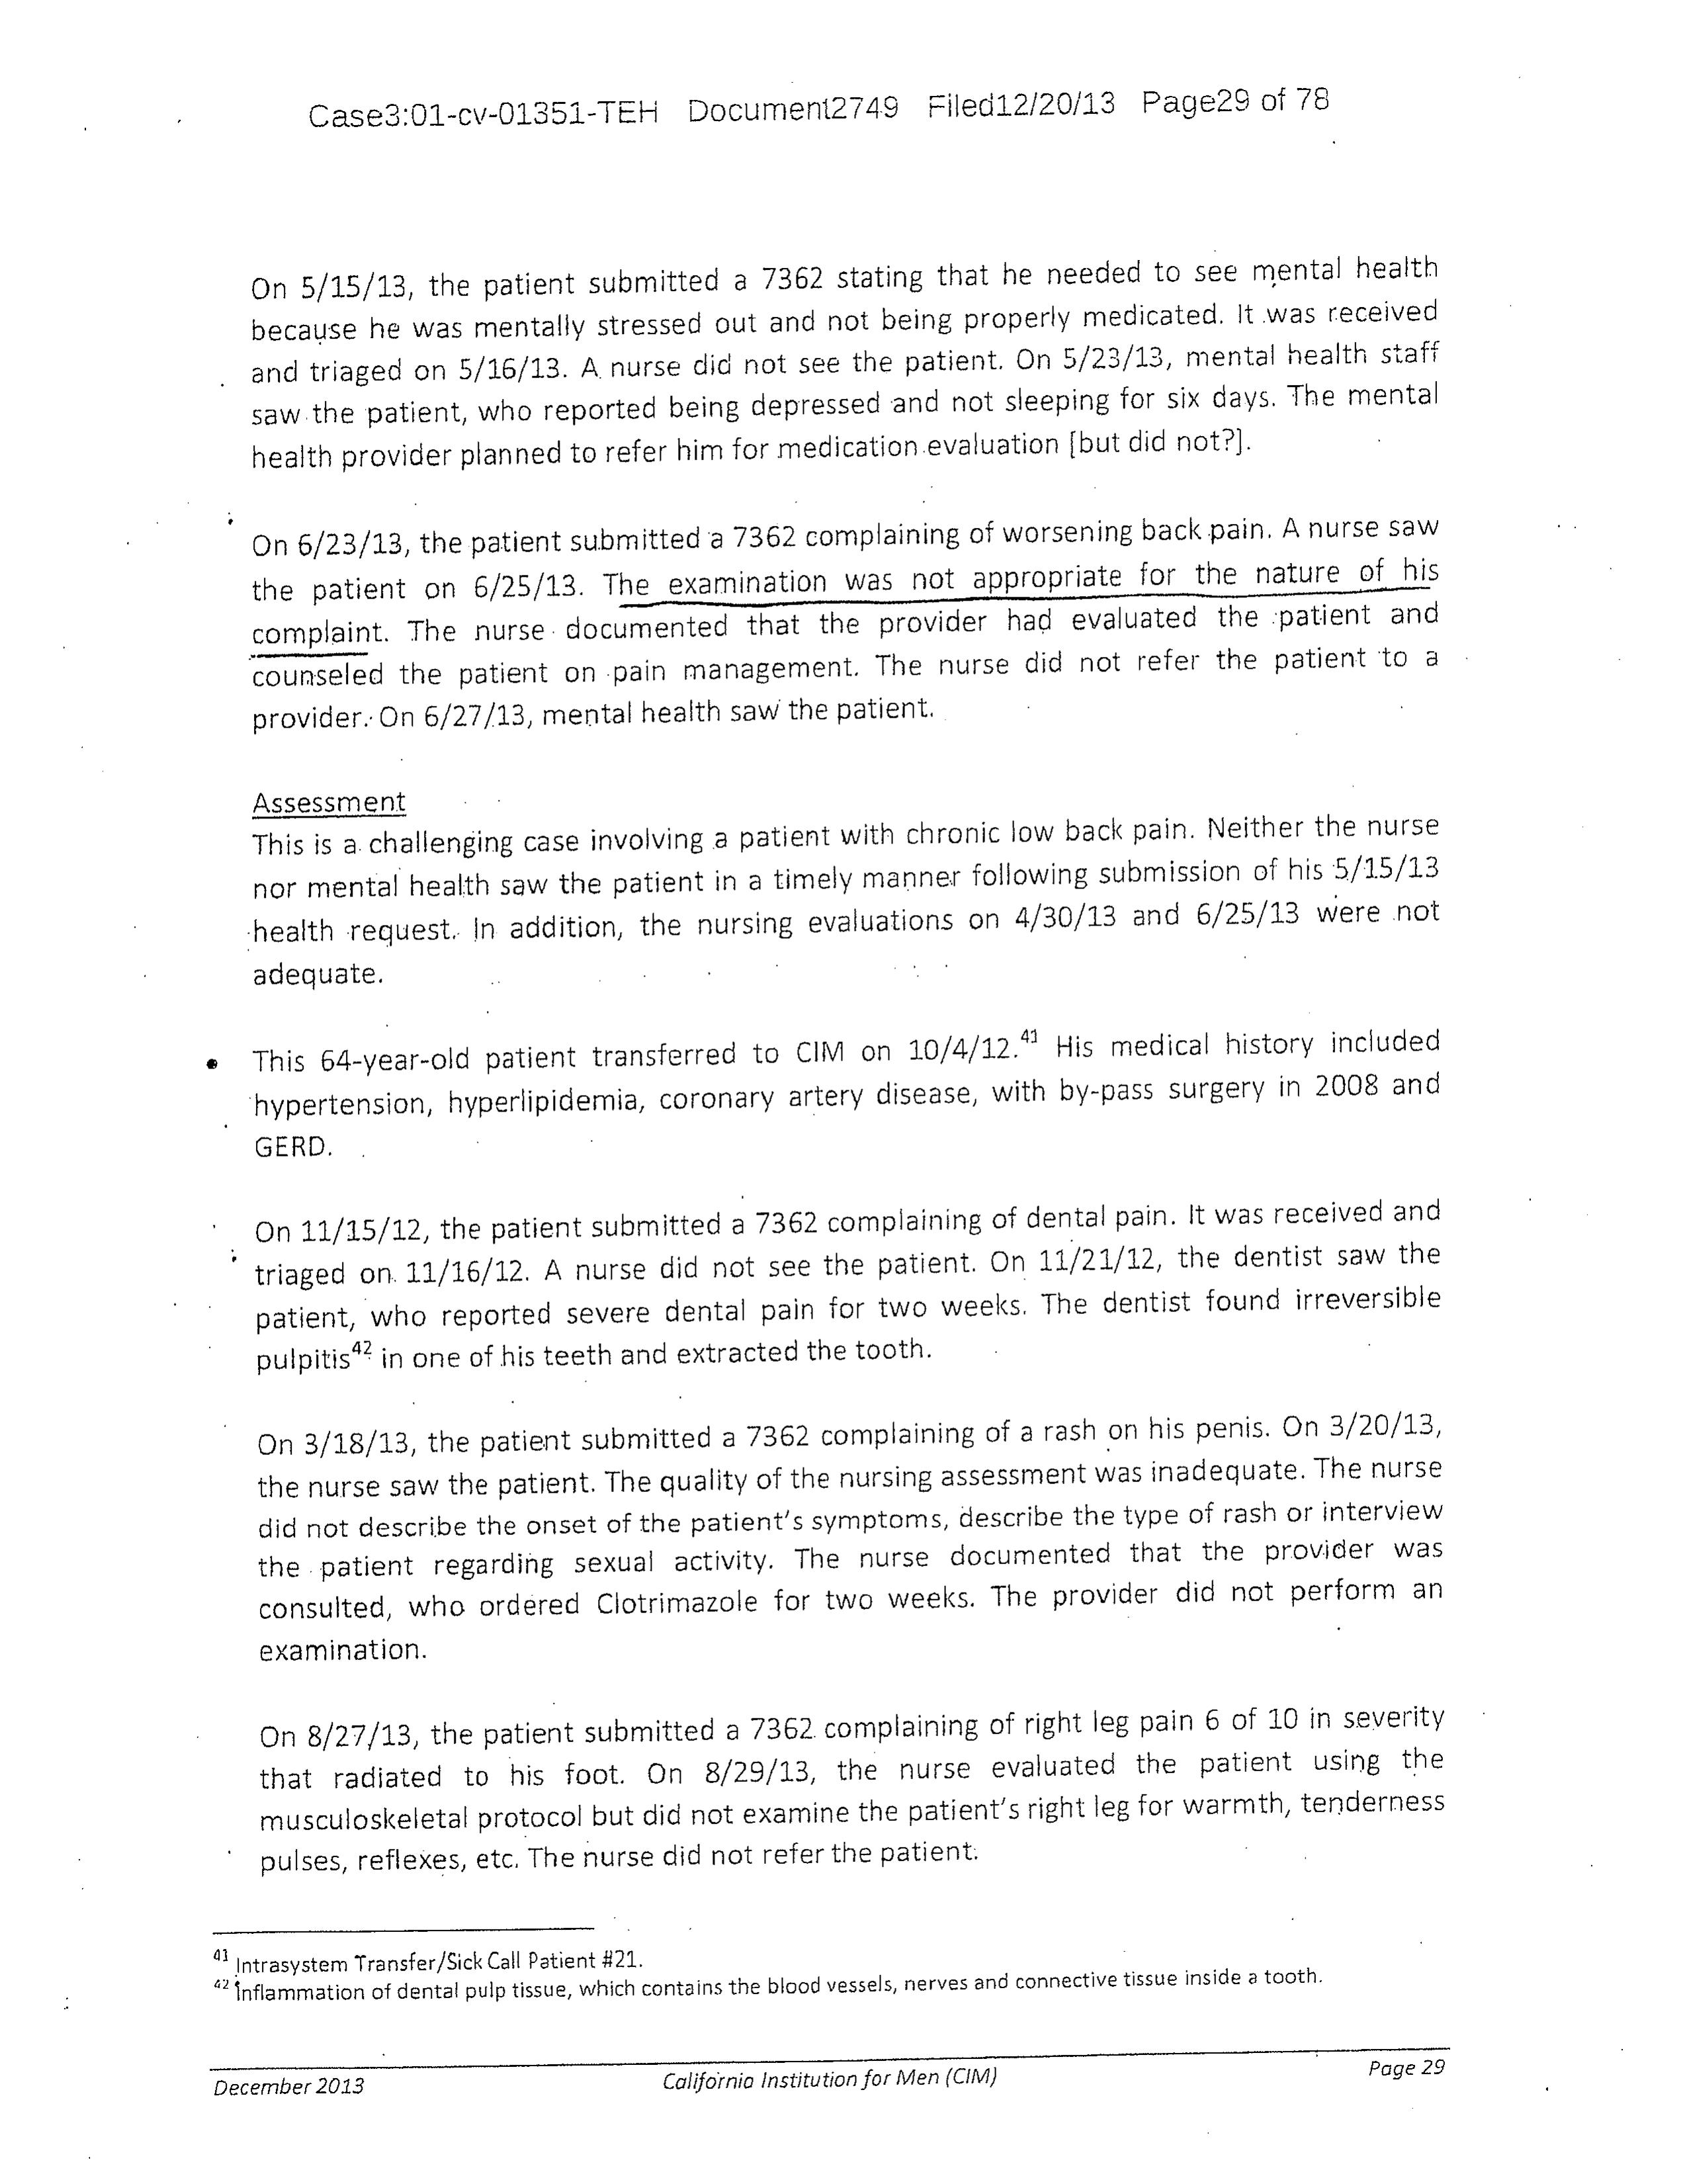 Case3:01-cv-01351-TEH Document2749 Filed12/20/13 Page29 of 78
On 5/15/13, the patient submitted a 7362 stating that he needed to see mental health
because he was mentally stressed out and not being properly medicated. It was received
and triaged on 5/16/13. A nurse did not see the patient. On 5/23/13, mental health staff
saw the patient, who reported being depressed and not sleeping for six days. The mental
health provider planned to refer him for medication evaluation [but did not?].
On 6/23/13, the patient submitted a 7362 complaining of worsening back pain. A nurse saw
the patient on 6/25/13. The examination was not appropriate for the nature of his
complaint. The nurse documented that the provider had evaluated the patient and
counseled the patient on pain management. The nurse did not refer the patient to a
provider. On 6/27/13, mental health saw the patient.
Assessment
This is a challenging case involving a patient with chronic low back pain. Neither the nurse
nor mental health saw the patient in a timely manner following submission of his 5/15/13
health request. In addition, the nursing evaluations on 4/30/13 and 6/25/13 were not
adequate.
• This 64-year-old patient transferred to CIM on 10/4/12.41 His medical history included
hypertension, hyperlipidemia, coronary artery disease, with by-pass surgery in 2008 and
GERD.
On 11/15/12, the patient submitted a 7362 complaining of dental pain. It was received and
triaged on 11/16/12. A nurse did not see the patient. On 11/21/12, the dentist saw the
patient, who reported severe dental pain for two weeks. The dentist found irreversible
pulpitis42 in one of his teeth and extracted the tooth.
On 3/18/13, the patient submitted a 7362 complaining of a rash on his penis. On 3/20/13,
the nurse saw the patient. The quality of the nursing assessment was inadequate. The nurse
did not describe the onset of the patient's symptoms, describe the type of rash or interview
the patient regarding sexual activity. The nurse documented that the provider was
consulted, who ordered Clotrimazole for two weeks. The provider did not perform an
examination.
On 8/27/13, the patient submitted a 7362 complaining of right leg pain 6 of 10 in severity
that radiated to his foot. On 8/29/13, the nurse evaluated the patient using the
musculoskeletal protocol but did not examine the patient's right leg for warmth, tenderness
pulses, reflexes, etc. The nurse did not refer the patient.
41 Intrasystem Transfer/Sick Call Patient #21.
42 Inflammation of dental pulp tissue, which contains the blood vessels, nerves and connective tissue inside a tooth.
December 2013 California Institution for Men (CIM) Page 29